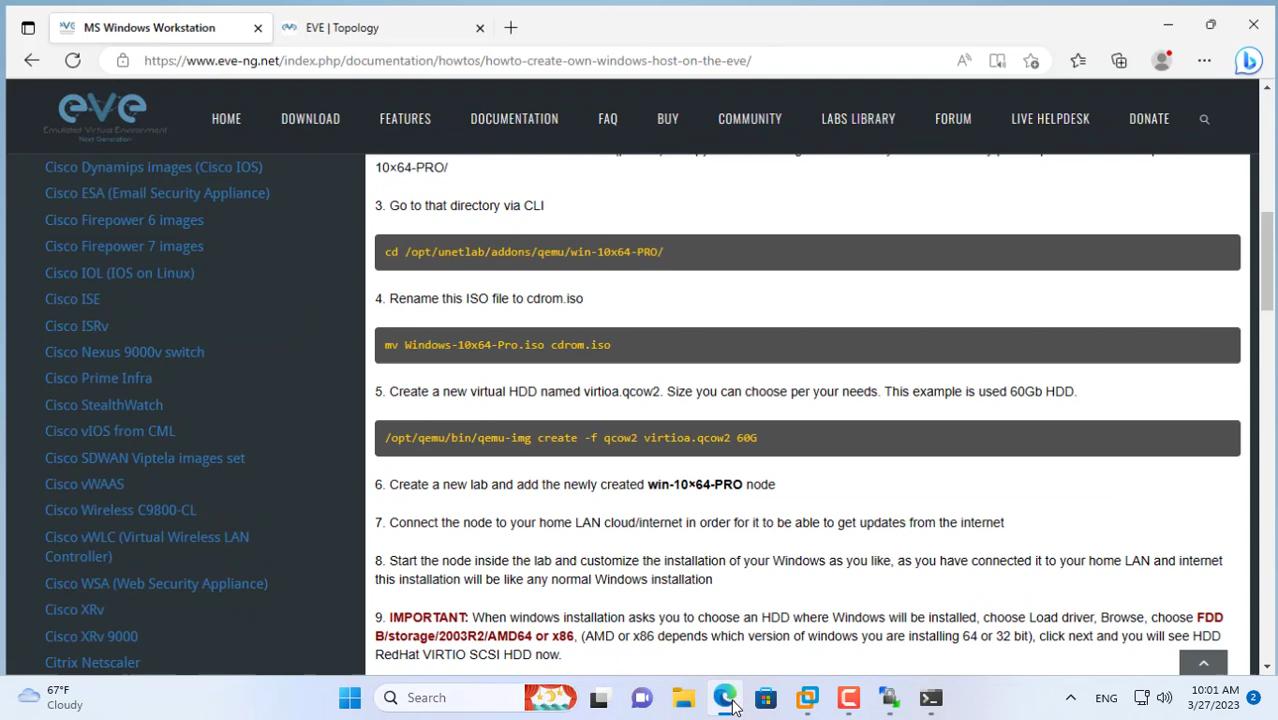 MS Windows Workstation
EVE | Topology
https://www.eve-ng.net/index.php/documentation/howtos/howto-create-own-windows-host-on-the-eve/
eve
Emulated Virtual Environment
Next Generation
HOME
DOWNLOAD
FEATURES
DOCUMENTATION
FAQ
BUY
COMMUNITY
LABS LIBRARY
FORUM
LIVE HELPDESK
DONATE
Cisco Dynamips images (Cisco IOS)
Cisco ESA (Email Security Appliance)
Cisco Firepower 6 images
Cisco Firepower 7 images
Cisco IOL (IOS on Linux)
Cisco ISE
Cisco ISRv
Cisco Nexus 9000v switch
Cisco Prime Infra
Cisco StealthWatch
Cisco vIOS from CML
Cisco SDWAN Viptela images set
Cisco vWAAS
Cisco Wireless C9800-CL
Cisco vWLC (Virtual Wireless LAN
Controller)
Cisco WSA (Web Security Appliance)
Cisco XRv
Cisco XRv 9000
Citrix Netscaler
10×64-PRO/
3. Go to that directory via CLI
cd /opt/unetlab/addons/qemu/win-10x64-PRO/
4. Rename this ISO file to cdrom.iso
mv Windows-10x64-Pro.iso cdrom.iso
5. Create a new virtual HDD named virtioa.qcow2. Size you can choose per your needs. This example is used 60Gb HDD.
/opt/qemu/bin/qemu-img create -f qcow2 virtioa.qcow2 60G
6. Create a new lab and add the newly created win-10×64-PRO node
7. Connect the node to your home LAN cloud/internet in order for it to be able to get updates from the internet
8. Start the node inside the lab and customize the installation of your Windows as you like, as you have connected it to your home LAN and internet
this installation will be like any normal Windows installation
9. IMPORTANT: When windows installation asks you to choose an HDD where Windows will be installed, choose Load driver, Browse, choose FDD
B/storage/2003R2/AMD64 or x86, (AMD or x86 depends which version of windows you are installing 64 or 32 bit), click next and you will see HDD
RedHat VIRTIO SCSI HDD now.
67°F
Cloudy
Search
ENG
10:01 AM
3/27/2023
2